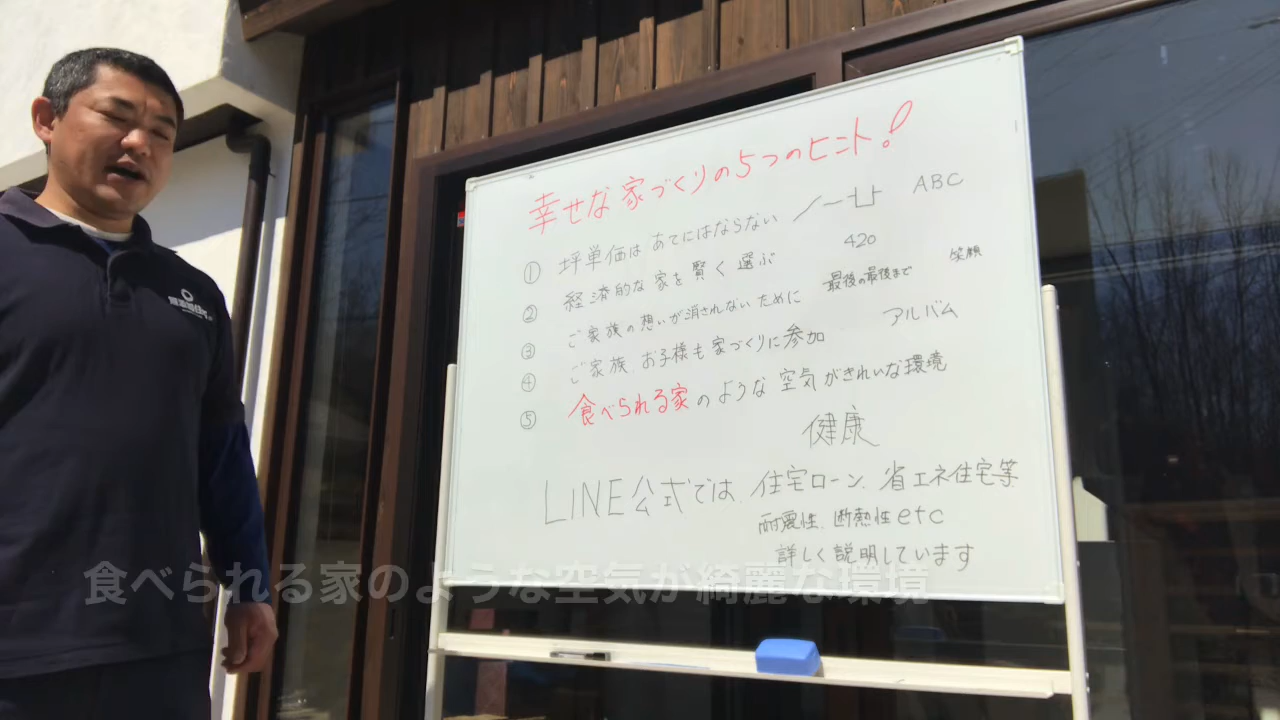 幸せな家づくりの5つのヒント!
① 坪単価は あてにはならない ノーせ ABC
② 経済的な家を賢く選ぶ 420
③ ご家族の想いが消されないために 最後の最後まで 笑顔
④ ご家族、お子様も家づくりに参加 アルバム
⑤ 食べられる家のような空気がきれいな環境
健康
LINE公式では 住宅ローン、省エネ住宅等
耐震性、断熱性etc
詳しく説明しています
食べられる家のような空気が綺麗な環境